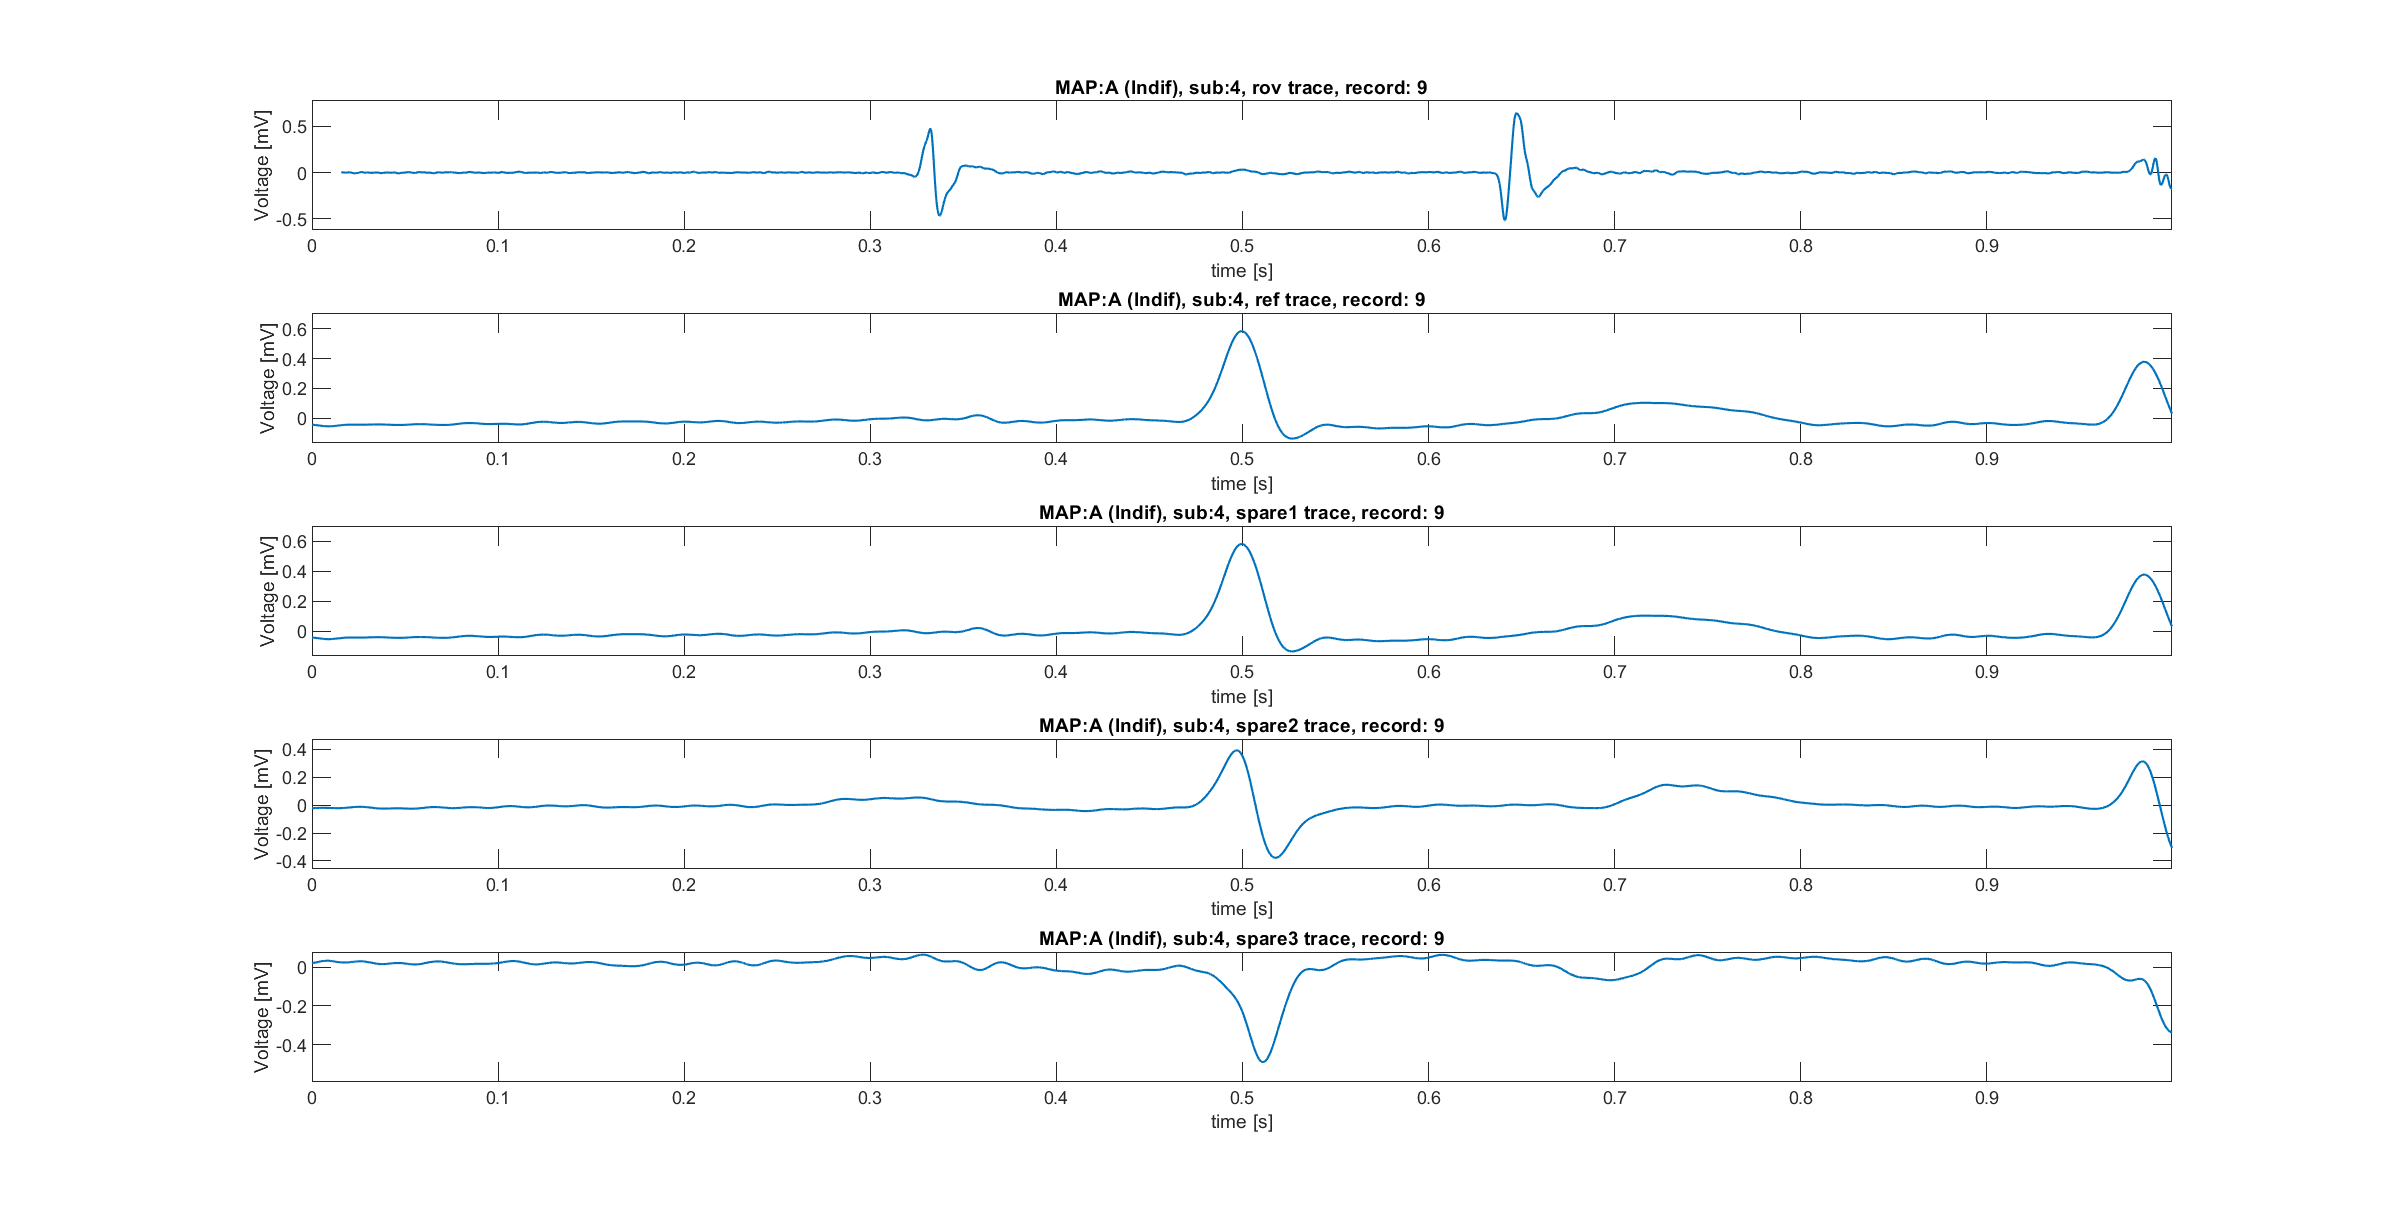 MAP:A (Indif), sub:4, rov trace, record: 9
Voltage [mV]
0.5
0
-0.5
0 0.1 0.2 0.3 0.4 0.5 0.6 0.7 0.8 0.9
time [s]
MAP:A (Indif), sub:4, ref trace, record: 9
Voltage [mV]
0.6
0.4
0.2
0
0 0.1 0.2 0.3 0.4 0.5 0.6 0.7 0.8 0.9
time [s]
MAP:A (Indif), sub:4, spare1 trace, record: 9
Voltage [mV]
0.6
0.4
0.2
0
0 0.1 0.2 0.3 0.4 0.5 0.6 0.7 0.8 0.9
time [s]
MAP:A (Indif), sub:4, spare2 trace, record: 9
Voltage [mV]
0.4
0.2
0
-0.2
-0.4
0 0.1 0.2 0.3 0.4 0.5 0.6 0.7 0.8 0.9
time [s]
MAP:A (Indif), sub:4, spare3 trace, record: 9
Voltage [mV]
0
-0.2
-0.4
0 0.1 0.2 0.3 0.4 0.5 0.6 0.7 0.8 0.9
time [s]